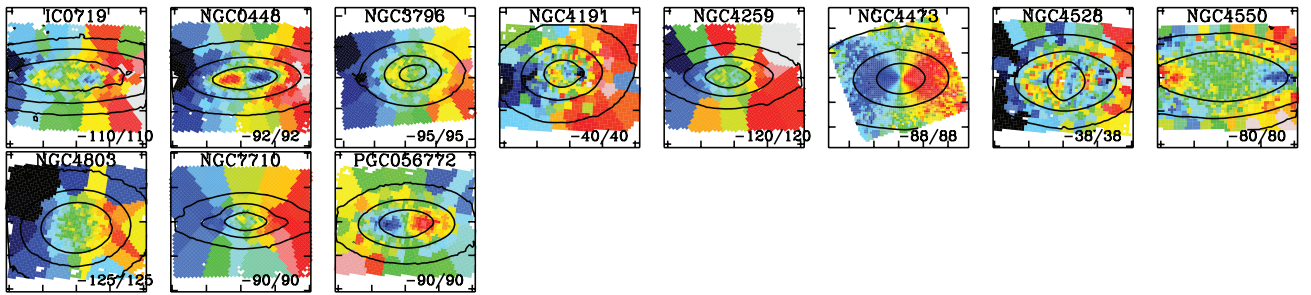 IC0719 NGC0448 NGC3796 NGC4191 NGC4259 NGC4473 NGC4528 NGC4550
-110/110 -92/92 -95/95 -40/40 -120/120 -88/88 -38/38 -80/80
NGC4803 NGC7710 PGC056772
-125/125 -90/90 -90/90